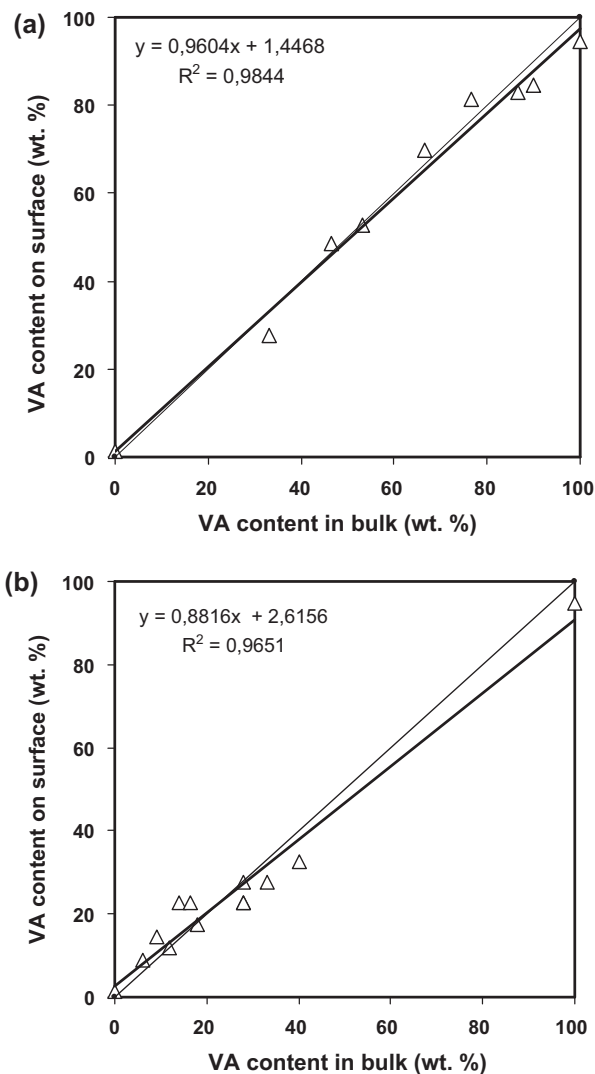 (a)
y = 0,9604x + 1,4468
R² = 0,9844
VA content on surface (wt. %)
100
80
60
40
20
0
0 20 40 60 80 100
VA content in bulk (wt. %)
(b)
y = 0,8816x + 2,6156
R² = 0,9651
VA content on surface (wt. %)
100
80
60
40
20
0
0 20 40 60 80 100
VA content in bulk (wt. %)